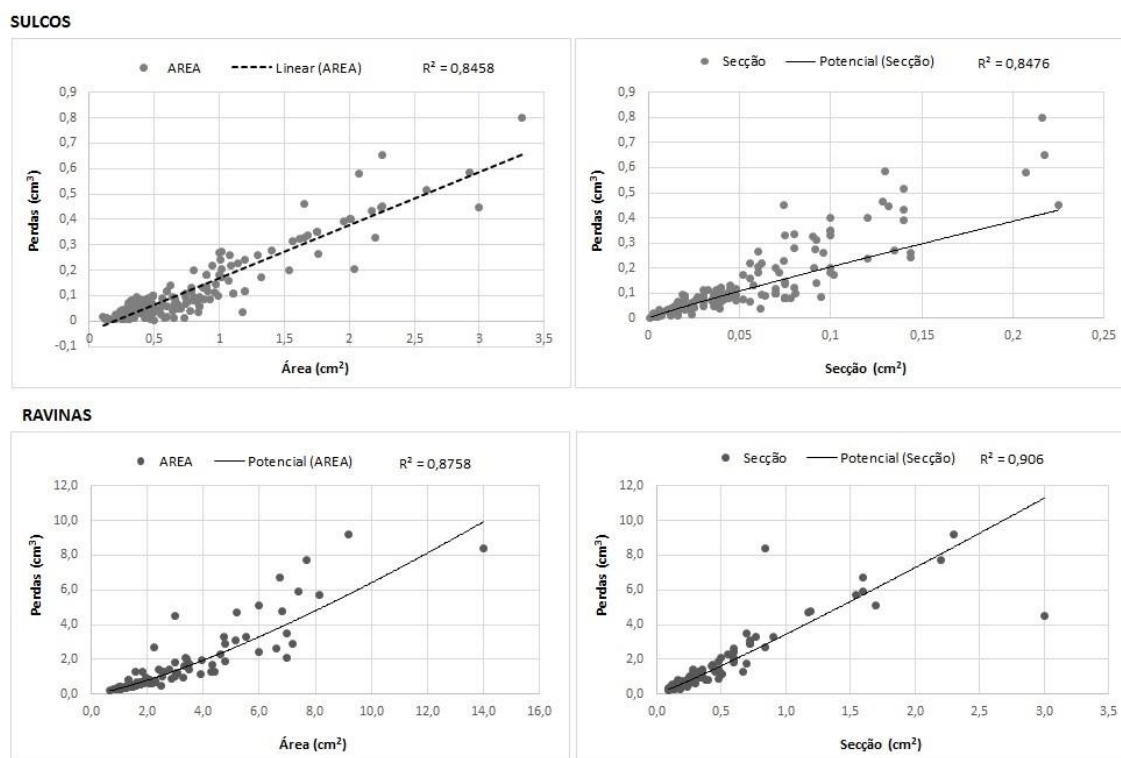 SULCOS
AREA Linear (AREA) R² = 0,8458
0,9
0,8
0,7
0,6
0,5
0,4
0,3
0,2
0,1
0
-0,1
Perdas (cm³)
0 0,5 1 1,5 2 2,5 3 3,5
Área (cm²)
Secção Potencial (Secção) R² = 0,8476
0,9
0,8
0,7
0,6
0,5
0,4
0,3
0,2
0,1
0
Perdas (cm³)
0 0,05 0,1 0,15 0,2 0,25
Secção (cm²)
RAVINAS
AREA Potencial (AREA) R² = 0,8758
12,0
10,0
8,0
6,0
4,0
2,0
0,0
Perdas (cm³)
0,0 2,0 4,0 6,0 8,0 10,0 12,0 14,0 16,0
Área (cm²)
Secção Potencial (Secção) R² = 0,906
12,0
10,0
8,0
6,0
4,0
2,0
0,0
Perdas (cm³)
0,0 0,5 1,0 1,5 2,0 2,5 3,0 3,5
Secção (cm²)